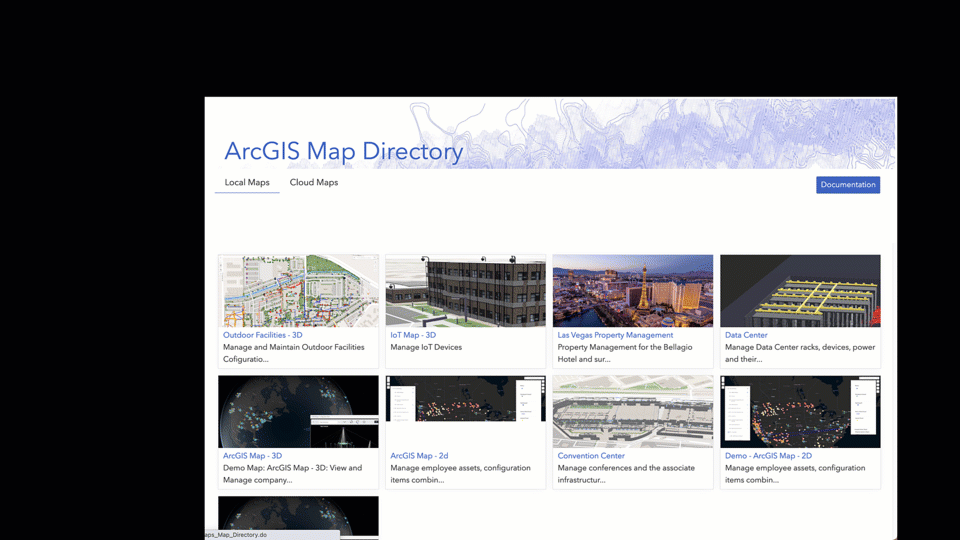 ArcGIS Map Directory
Local Maps
Cloud Maps
Documentation
Outdoor Facilities - 3D
Manage and Maintain Outdoor Facilities
Cofiguratio...
IoT Map - 3D
Manage IoT Devices
Las Vegas Property Management
Property Management for the Bellagio
Hotel and sur...
Data Center
Manage Data Center racks, devices, power
and their...
ArcGIS Map - 3D
Demo Map: ArcGIS Map - 3D: View and
Manage company...
ArcGIS Map - 2d
Manage employee assets, configuration
items combin...
Convention Center
Manage conferences and the associate
infrastructur...
Demo - ArcGIS Map - 2D
Manage employee assets, configuration
items combin...
aps_Map_Directory.do